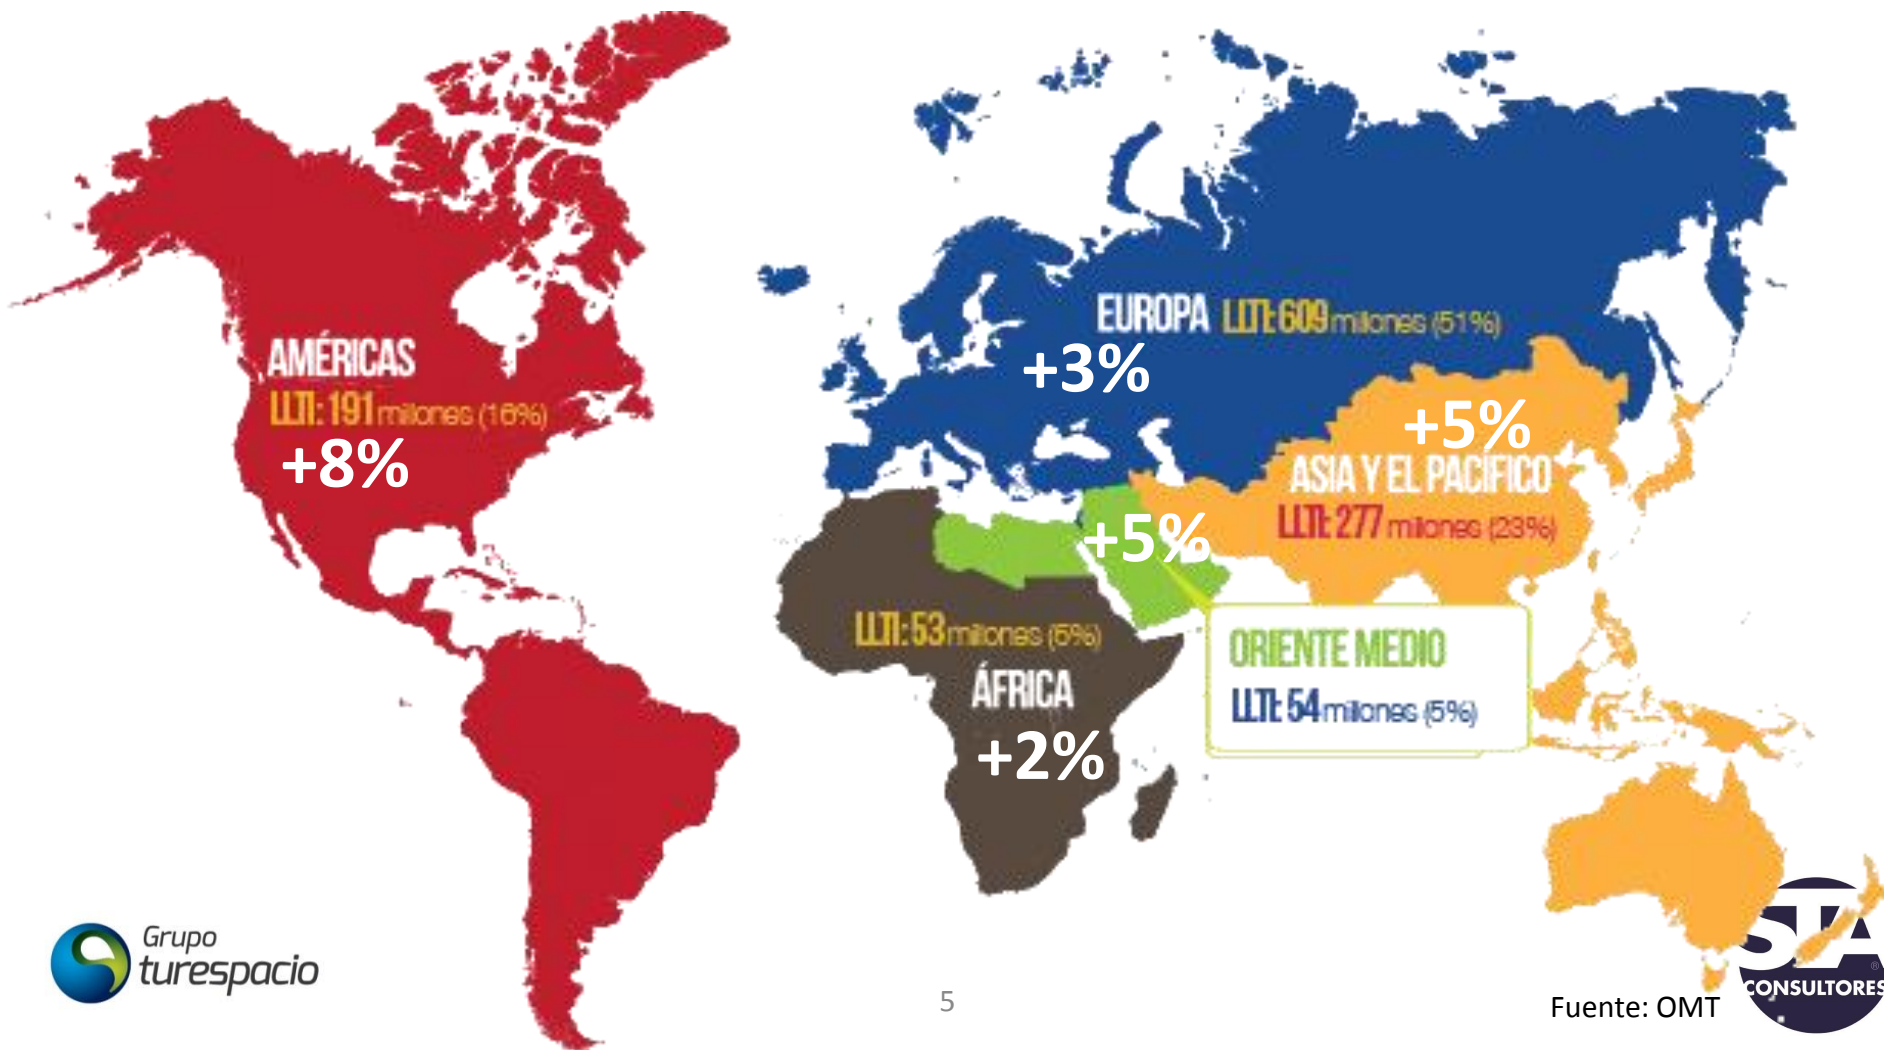 EUROPA LLTI: 609 millones (51%)
+3%
AMÉRICAS
LLTI: 191 millones (16%)
+8%
+5%
ASIA Y EL PACÍFICO
LLTI: 277 millones (23%)
+5%
LLTI: 53 millones (5%)
ÁFRICA
+2%
ORIENTE MEDIO
LLTI: 54 millones (5%)
Grupo
turespacio
5
Fuente: OMT
STA
CONSULTORES